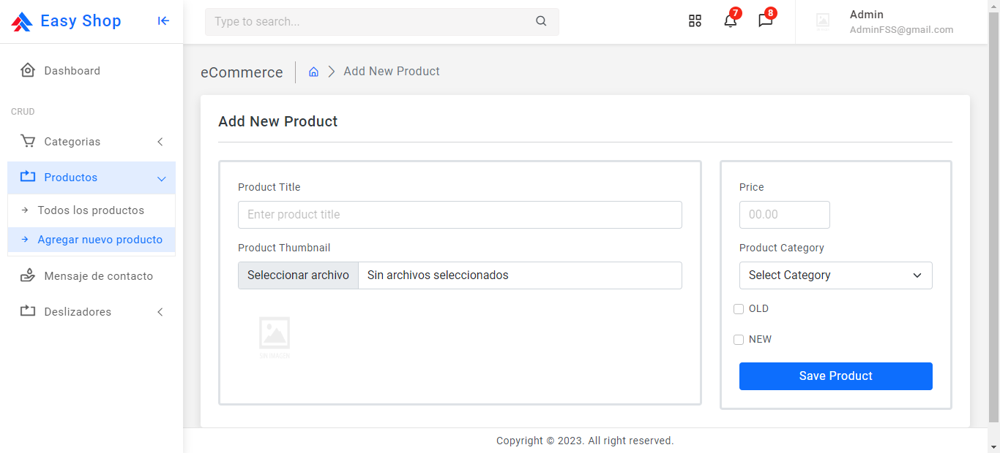 Easy Shop
Type to search...
7
8
Admin
AdminFSS@gmail.com
Dashboard
CRUD
Categorias
Productos
Todos los productos
Agregar nuevo producto
Mensaje de contacto
Deslizadores
eCommerce
Add New Product
Add New Product
Product Title
Enter product title
Product Thumbnail
Seleccionar archivo Sin archivos seleccionados
SIN IMAGEN
Price
00.00
Product Category
Select Category
OLD
NEW
Save Product
Copyright © 2023. All right reserved.